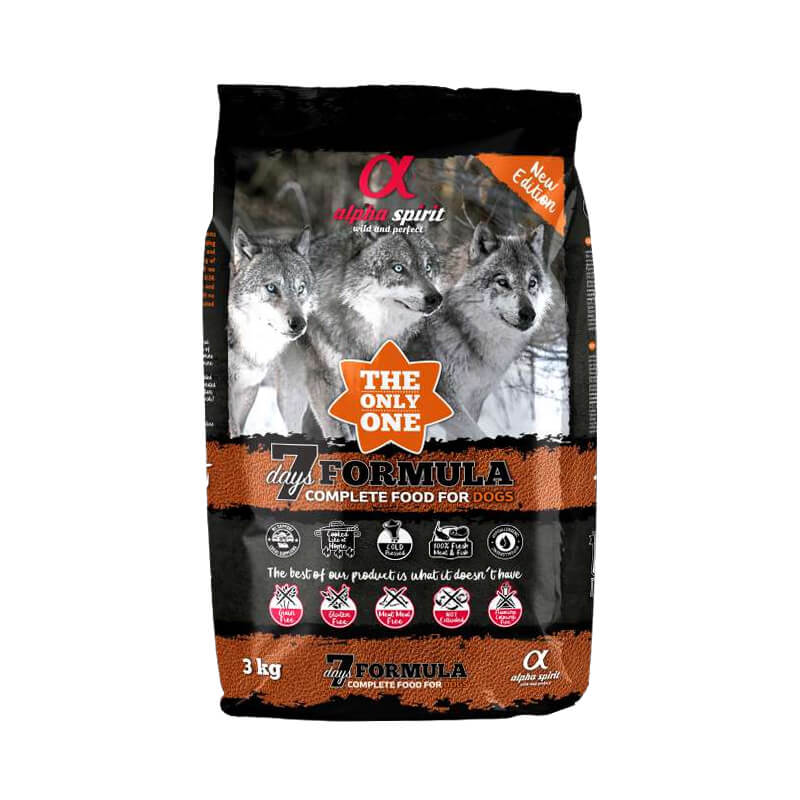 α
alpha spirit
wild and perfect
New
Edition
THE
ONLY
ONE
7 days FORMULA
COMPLETE FOOD FOR DOGS
Cooked
Like at
Home
COLD
Pressed
100% Fresh
Meat & Fish
The best of our product is what it doesn't have
Grain
Free
Gluten
Free
Meat Meal
Free
NOT
Extruded
3 kg
7 days FORMULA
COMPLETE FOOD FOR DOGS
α
alpha spirit
wild and perfect